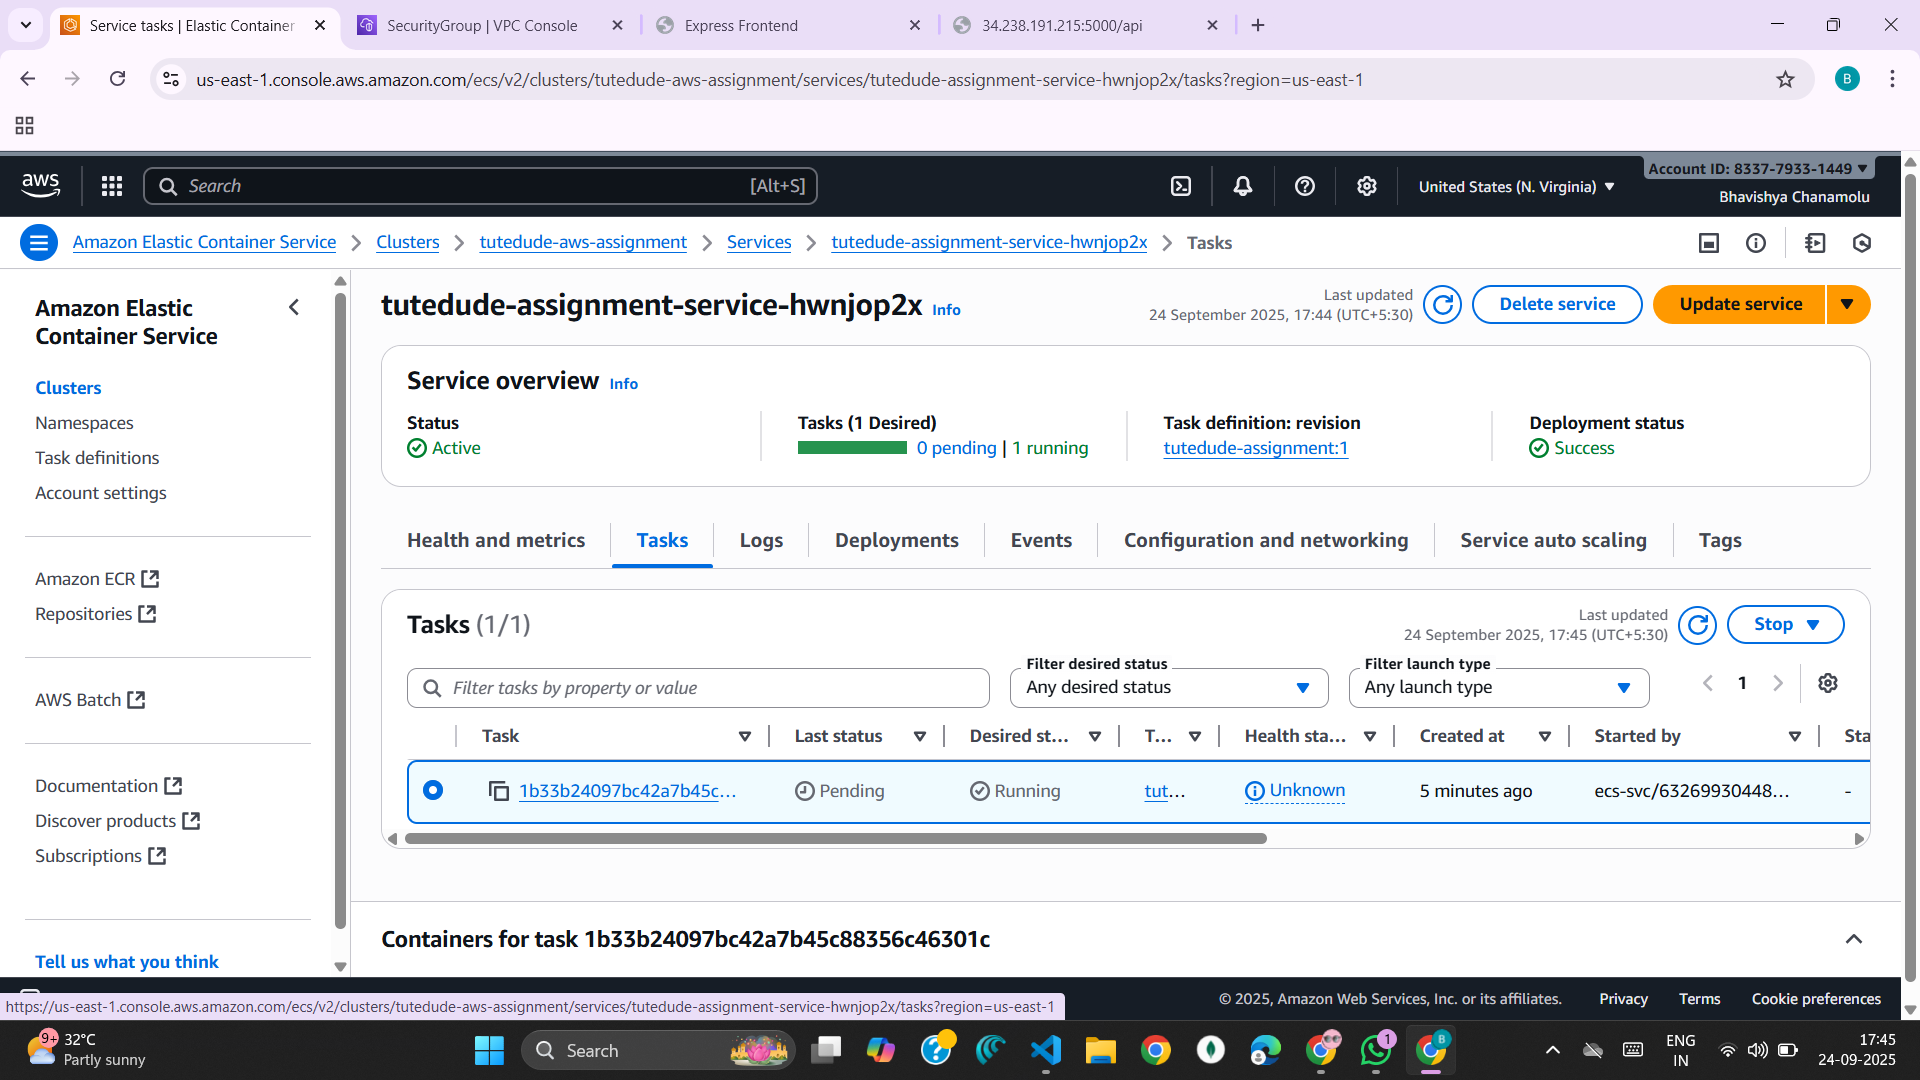 Service tasks | Elastic Container
SecurityGroup | VPC Console
Express Frontend
34.238.191.215:5000/api
us-east-1.console.aws.amazon.com/ecs/v2/clusters/tutedude-aws-assignment/services/tutedude-assignment-service-hwnjop2x/tasks?region=us-east-1
B
aws
Search
[Alt+S]
United States (N. Virginia)
Account ID: 8337-7933-1449
Bhavishya Chanamolu
Amazon Elastic Container Service
Clusters
tutedude-aws-assignment
Services
tutedude-assignment-service-hwnjop2x
Tasks
Amazon Elastic
Container Service
Clusters
Namespaces
Task definitions
Account settings
Amazon ECR
Repositories
AWS Batch
Documentation
Discover products
Subscriptions
Tell us what you think
tutedude-assignment-service-hwnjop2x Info
Last updated
24 September 2025, 17:44 (UTC+5:30)
Delete service
Update service
Service overview Info
Status
Active
Tasks (1 Desired)
0 pending | 1 running
Task definition: revision
tutedude-assignment:1
Deployment status
Success
Health and metrics
Tasks
Logs
Deployments
Events
Configuration and networking
Service auto scaling
Tags
Tasks (1/1)
Last updated
24 September 2025, 17:45 (UTC+5:30)
Stop
Filter tasks by property or value
Filter desired status
Any desired status
Filter launch type
Any launch type
1
Task
Last status
Desired st...
T...
Health sta...
Created at
Started by
Sta
1b33b24097bc42a7b45c...
Pending
Running
tut...
Unknown
5 minutes ago
ecs-svc/63269930448...
-
Containers for task 1b33b24097bc42a7b45c88356c46301c
https://us-east-1.console.aws.amazon.com/ecs/v2/clusters/tutedude-aws-assignment/services/tutedude-assignment-service-hwnjop2x/tasks?region=us-east-1
© 2025, Amazon Web Services, Inc. or its affiliates.
Privacy
Terms
Cookie preferences
9+
32°C
Partly sunny
Search
1
B
ENG
IN
17:45
24-09-2025